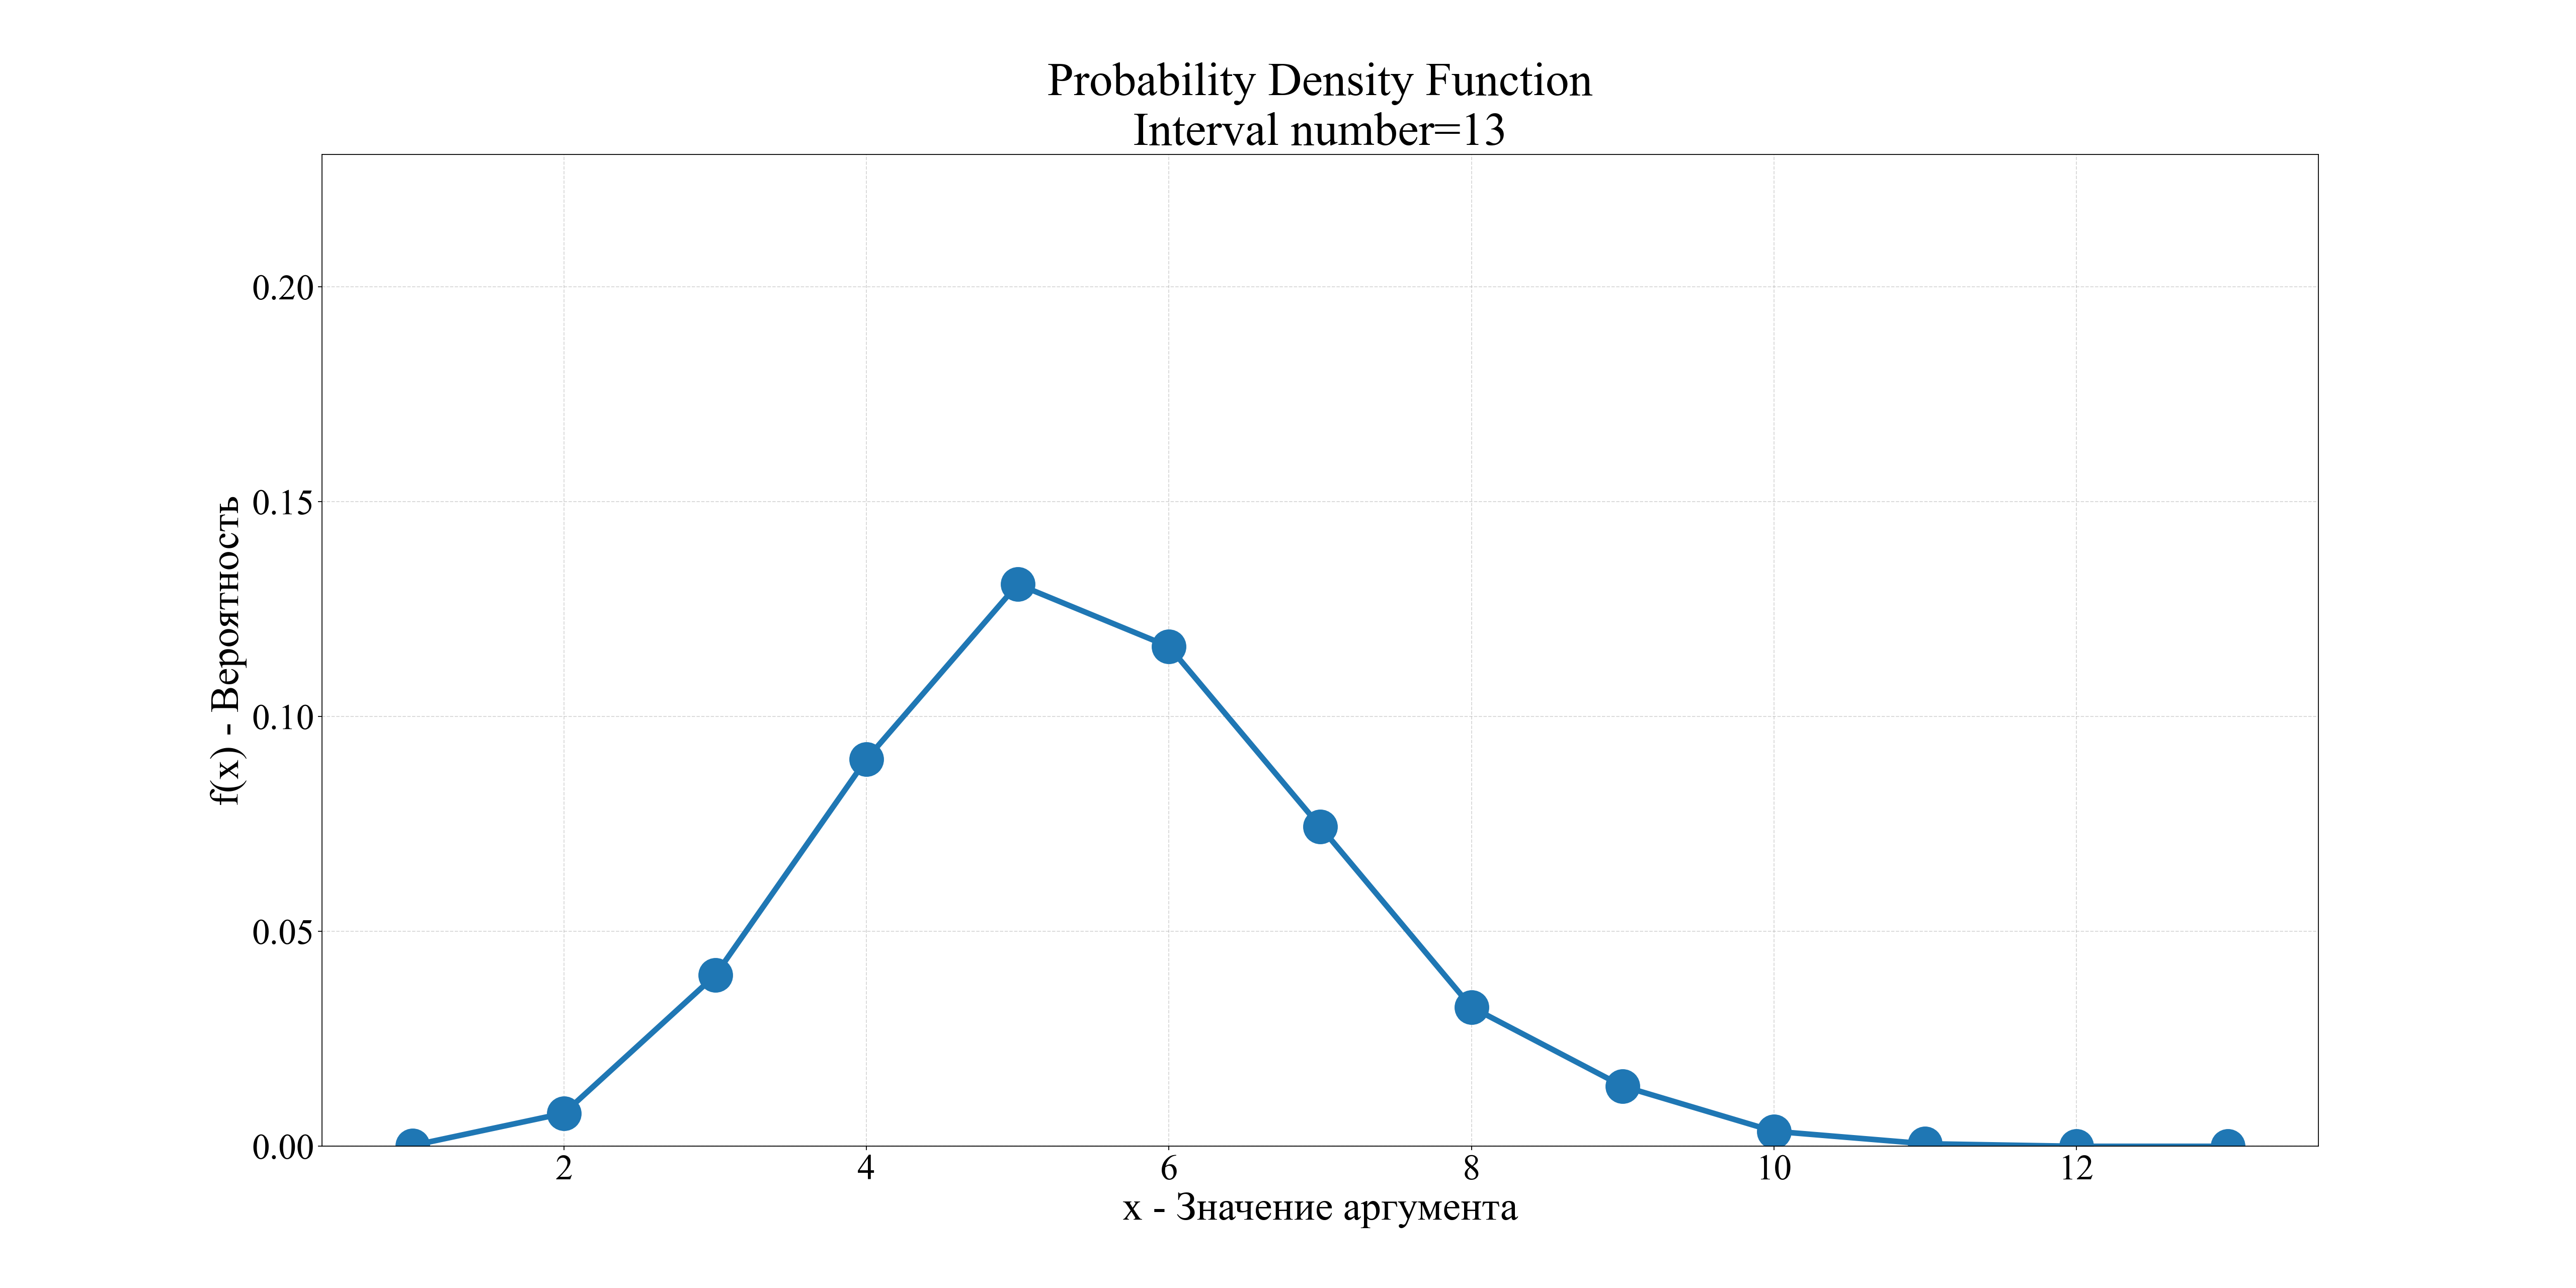 Probability Density Function
Interval number=13
0.20
0.15
0.10
0.05
0.00
f(x) - Вероятность
2 4 6 8 10 12
x - Значение аргумента